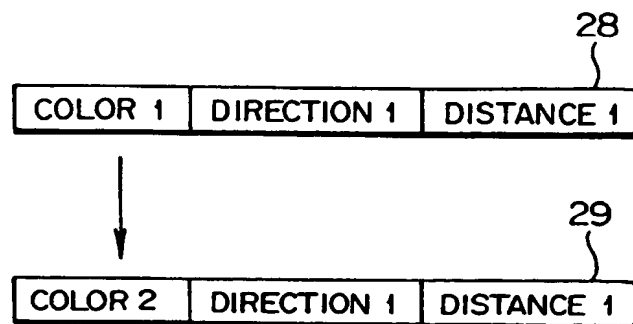 28
COLOR 1 DIRECTION 1 DISTANCE 1
29
COLOR 2 DIRECTION 1 DISTANCE 1